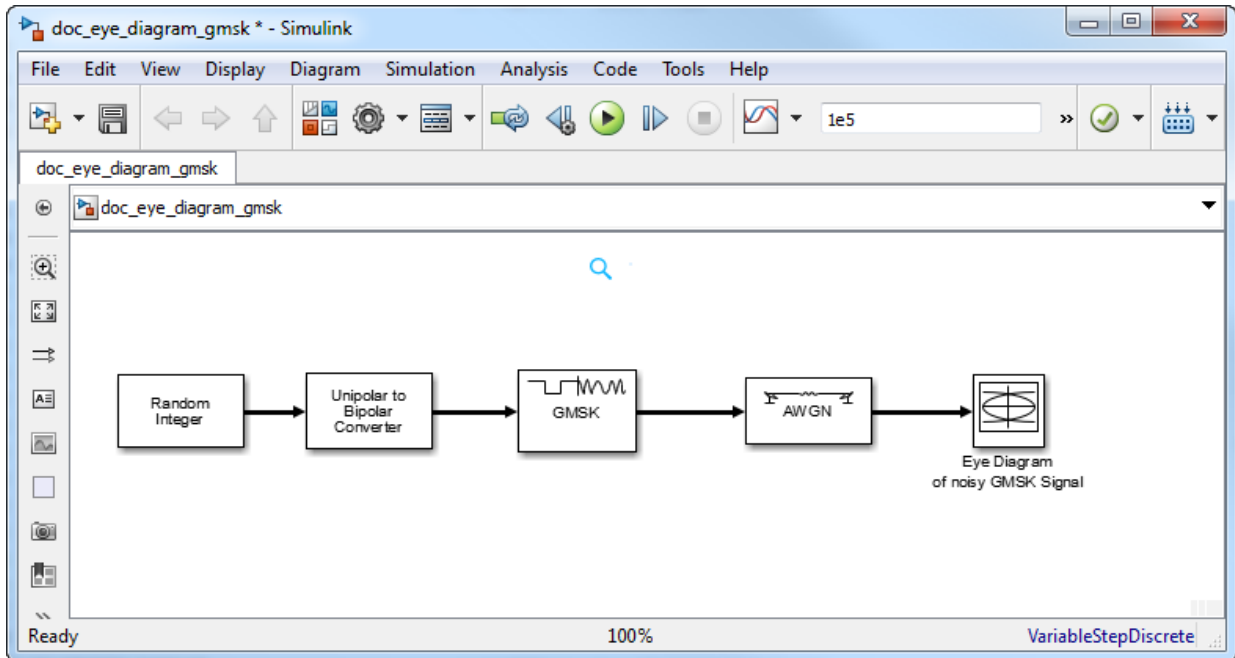 doc_eye_diagram_gmsk * - Simulink
File Edit View Display Diagram Simulation Analysis Code Tools Help
1e5 »
doc_eye_diagram_gmsk
doc_eye_diagram_gmsk
Random
Integer
Unipolar to
Bipolar
Converter
GMSK
AWGN
Eye Diagram
of noisy GMSK Signal
Ready 100% VariableStepDiscrete